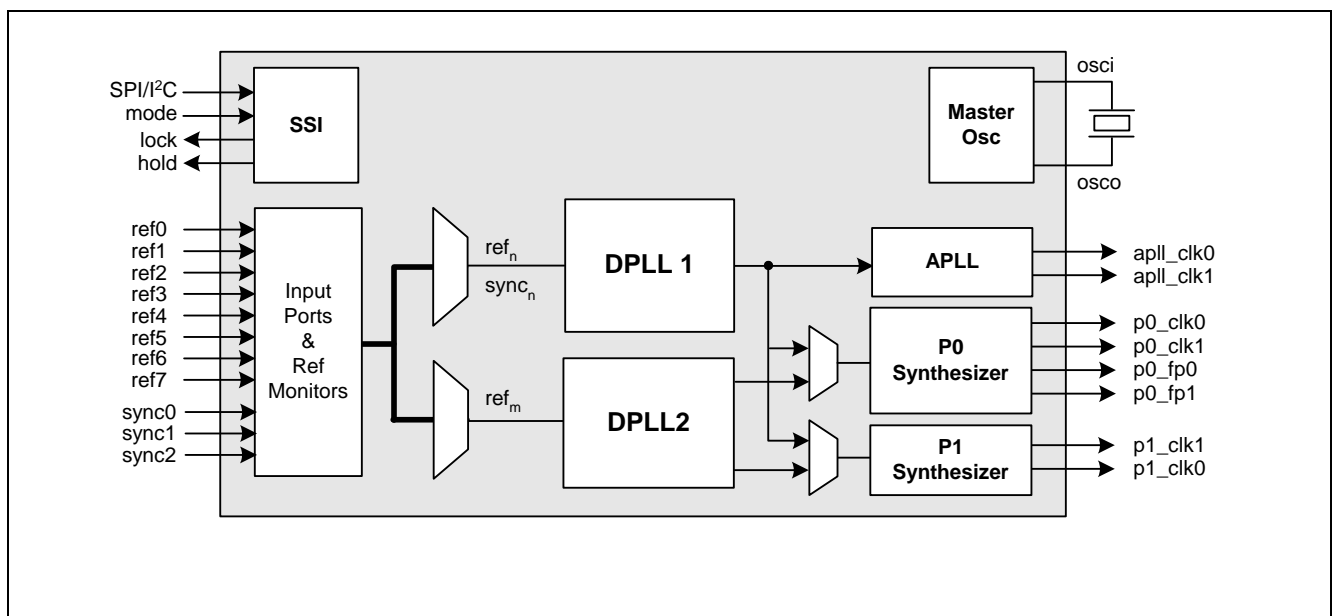 SPI/I²C
mode
lock
hold
SSI
Master
Osc
osci
osco
ref0
ref1
ref2
ref3
ref4
ref5
ref6
ref7
sync0
sync1
sync2
Input
Ports
&
Ref
Monitors
refₙ
syncₙ
refₘ
DPLL 1
DPLL2
APLL
P0
Synthesizer
P1
Synthesizer
apll_clk0
apll_clk1
p0_clk0
p0_clk1
p0_fp0
p0_fp1
p1_clk1
p1_clk0